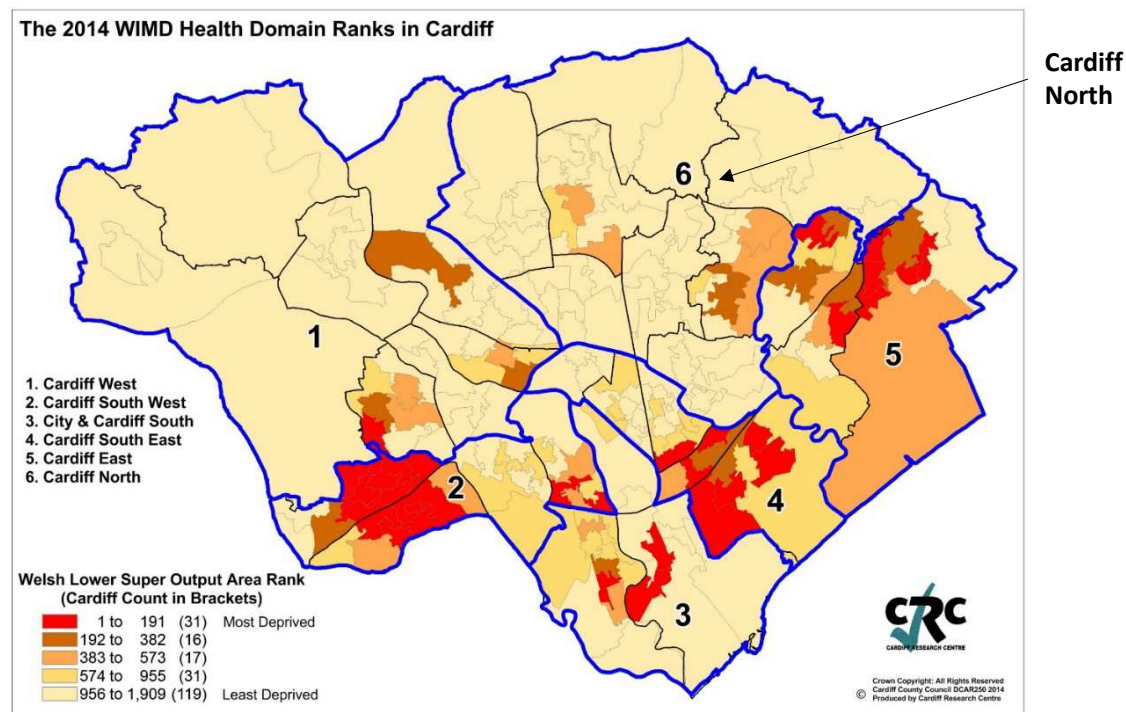 The 2014 WIMD Health Domain Ranks in Cardiff
Cardiff
North
6
1
5
1. Cardiff West
2. Cardiff South West
3. City & Cardiff South
4. Cardiff South East
5. Cardiff East
6. Cardiff North
2
4
3
Welsh Lower Super Output Area Rank
(Cardiff Count in Brackets)
1 to 191 (31) Most Deprived
192 to 382 (16)
383 to 573 (17)
574 to 955 (31)
956 to 1,909 (119) Least Deprived
CRC
CARDIFF RESEARCH CENTRE
Crown Copyright: All Rights Reserved
© Cardiff County Council DCAR250 2014
Produced by Cardiff Research Centre